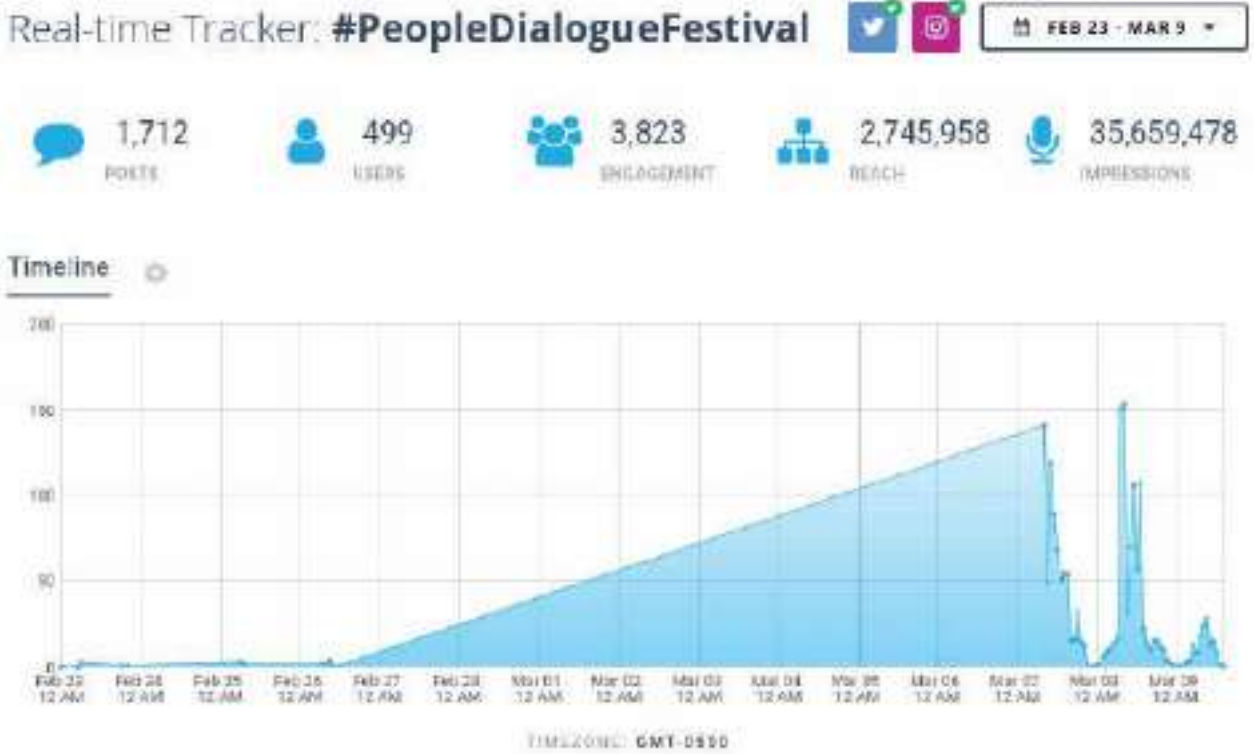 Real-time Tracker: #PeopleDialogueFestival
FEB 23 - MAR 9
1,712
POSTS
499
USERS
3,823
ENGAGEMENT
2,745,958
REACH
35,659,478
IMPRESSIONS
Timeline
200
150
100
50
0
Feb 23 Feb 24 Feb 25 Feb 26 Feb 27 Feb 28 Mar 01 Mar 02 Mar 03 Mar 04 Mar 05 Mar 06 Mar 07 Mar 08 Mar 09
12 AM 12 AM 12 AM 12 AM 12 AM 12 AM 12 AM 12 AM 12 AM 12 AM 12 AM 12 AM 12 AM 12 AM 12 AM
TIMEZONE: